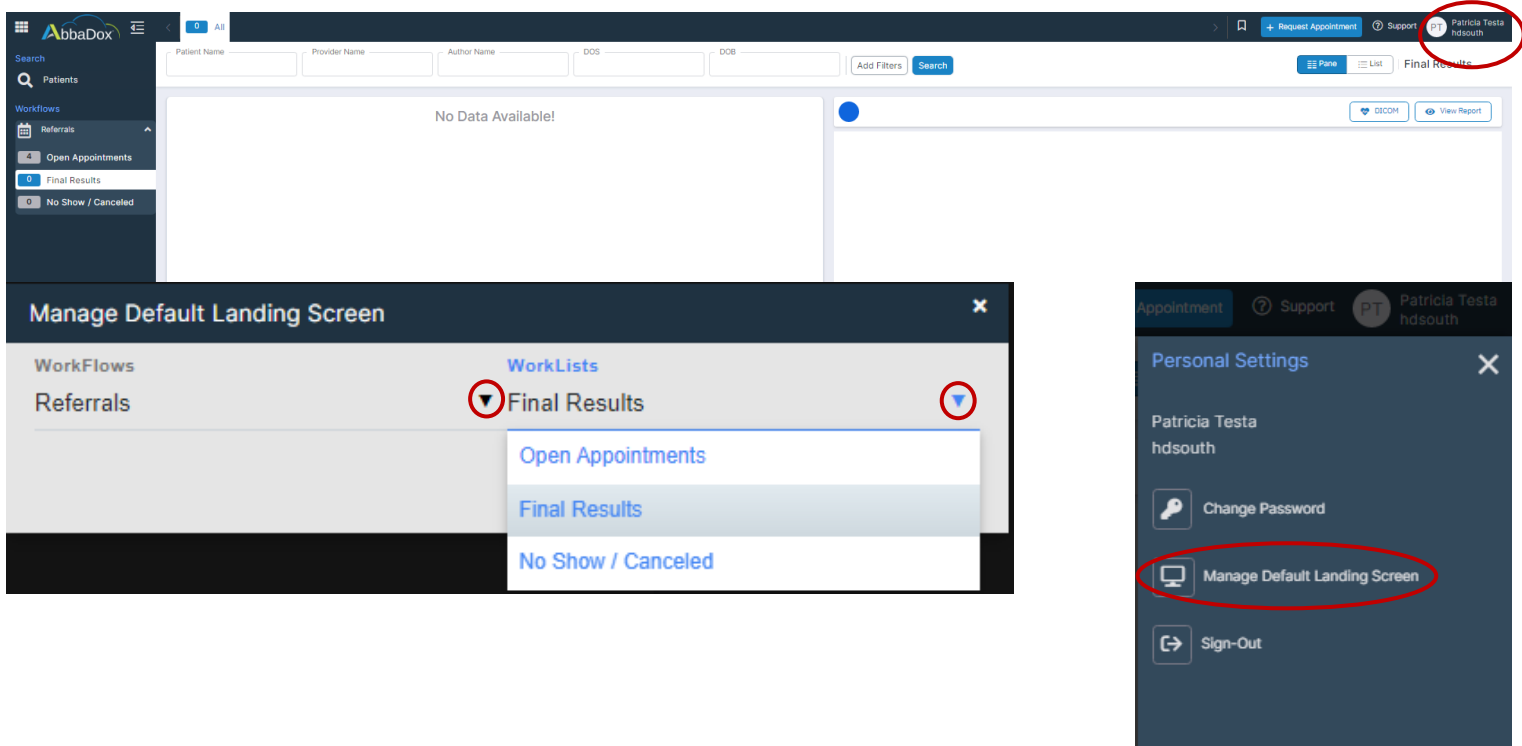 AbbaDox
0 All
+ Request Appointment
Support
PT
Patricia Testa
hdsouth
Search
Patients
Workflows
Referrals
4 Open Appointments
0 Final Results
0 No Show / Canceled
Patient Name
Provider Name
Author Name
DOS
DOB
Add Filters
Search
Pane
List
Final Results
No Data Available!
DICOM
View Report
Manage Default Landing Screen
WorkFlows
WorkLists
Referrals
Final Results
Open Appointments
Final Results
No Show / Canceled
Appointment
Support
PT
Patricia Testa
hdsouth
Personal Settings
Patricia Testa
hdsouth
Change Password
Manage Default Landing Screen
Sign-Out